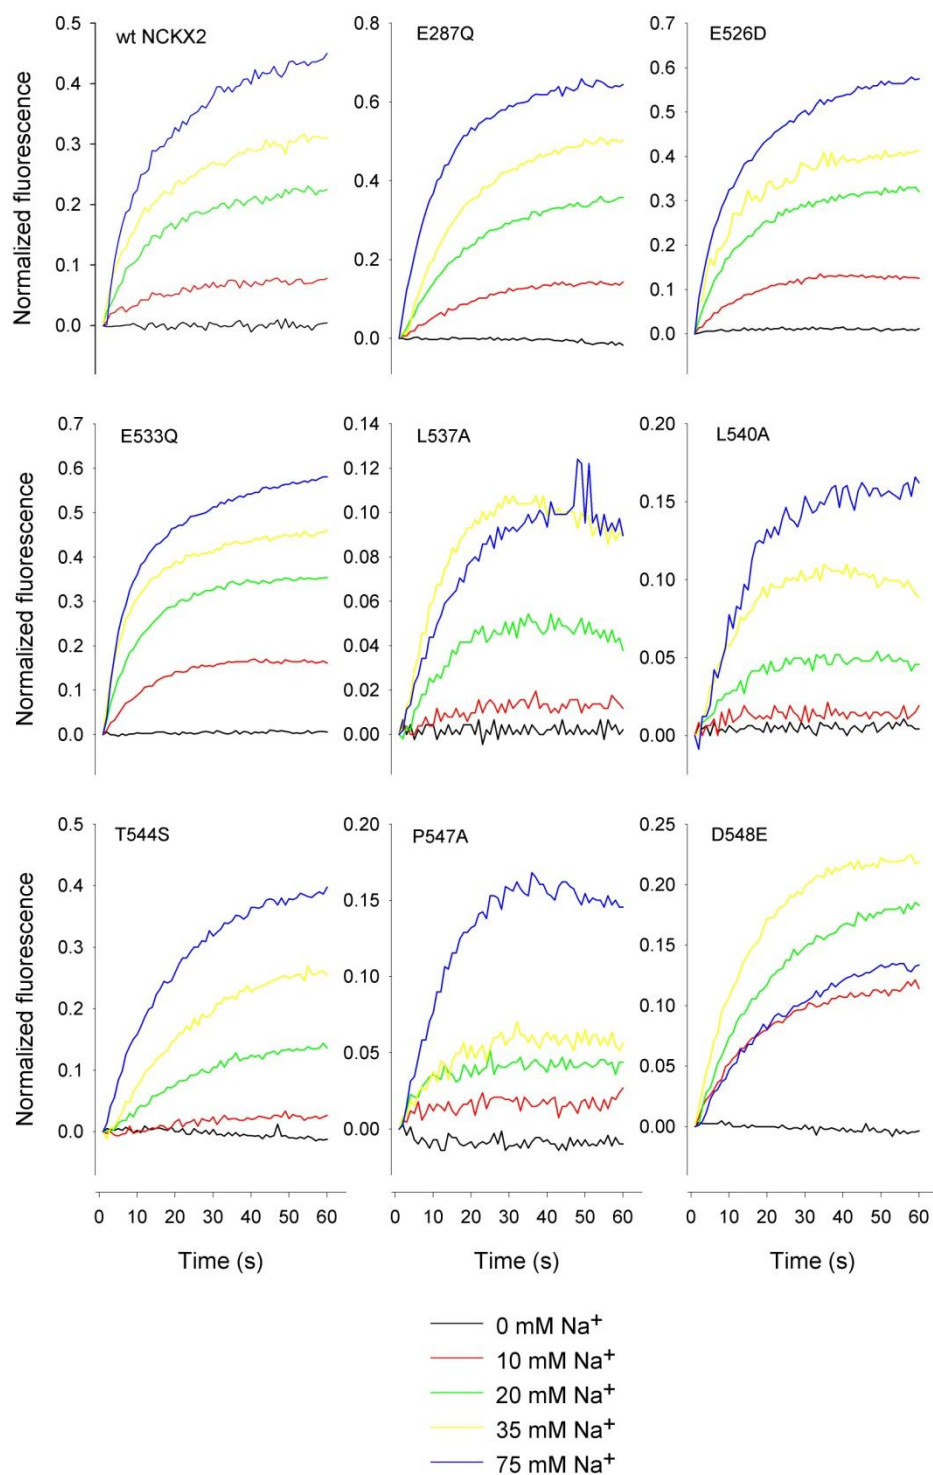 wt NCKX2
E287Q
E526D
Normalized fluorescence
0.5
0.4
0.3
0.2
0.1
0.0
0.8
0.6
0.4
0.2
0.0
0.6
0.5
0.4
0.3
0.2
0.1
0.0
E533Q
L537A
L540A
Normalized fluorescence
0.7
0.6
0.5
0.4
0.3
0.2
0.1
0.0
0.14
0.12
0.10
0.08
0.06
0.04
0.02
0.00
0.20
0.15
0.10
0.05
0.00
T544S
P547A
D548E
Normalized fluorescence
0.5
0.4
0.3
0.2
0.1
0.0
0.20
0.15
0.10
0.05
0.00
0.25
0.20
0.15
0.10
0.05
0.00
0 10 20 30 40 50 60
0 10 20 30 40 50 60
0 10 20 30 40 50 60
Time (s)
Time (s)
Time (s)
0 mM Na⁺
10 mM Na⁺
20 mM Na⁺
35 mM Na⁺
75 mM Na⁺